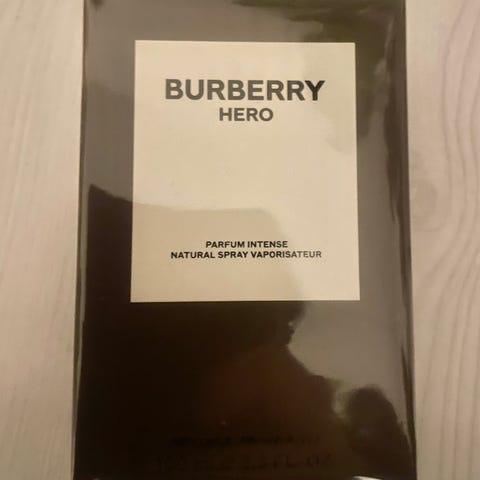 BURBERRY
HERO
PARFUM INTENSE
NATURAL SPRAY VAPORISATEUR